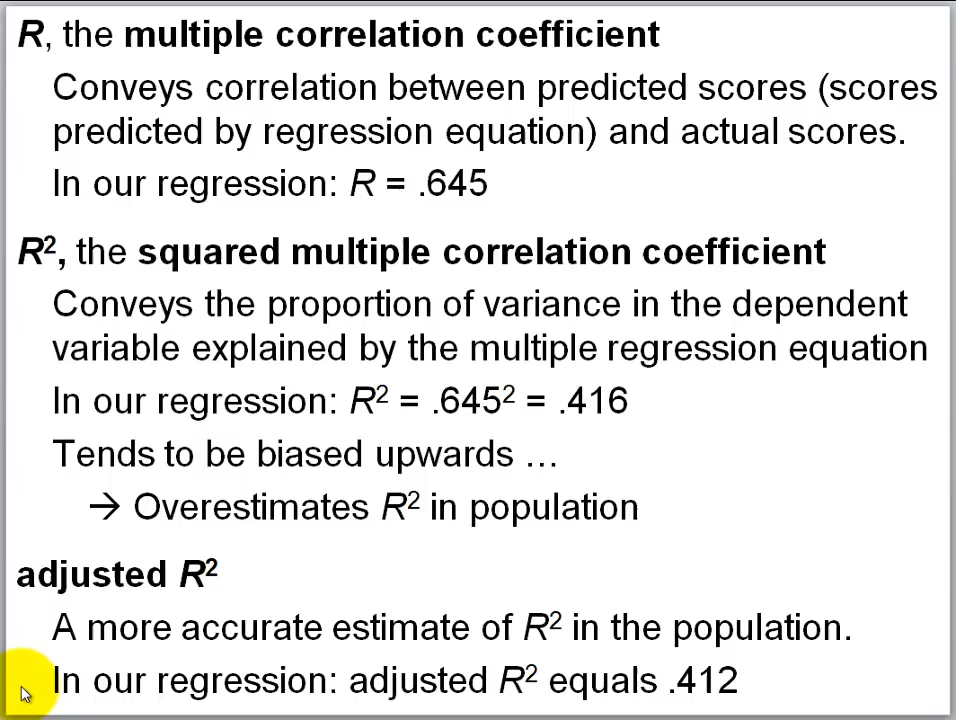 R, the multiple correlation coefficient
Conveys correlation between predicted scores (scores
predicted by regression equation) and actual scores.
In our regression: R = .645
R², the squared multiple correlation coefficient
Conveys the proportion of variance in the dependent
variable explained by the multiple regression equation
In our regression: R² = .645² = .416
Tends to be biased upwards ...
→ Overestimates R² in population
adjusted R²
A more accurate estimate of R² in the population.
In our regression: adjusted R² equals .412